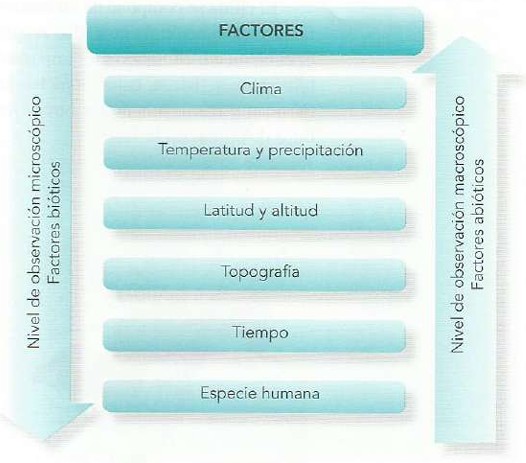 FACTORES
Clima
Temperatura y precipitación
Latitud y altitud
Topografía
Tiempo
Especie humana
Nivel de observación microscópico
Factores bióticos
Nivel de observación macroscópico
Factores abióticos